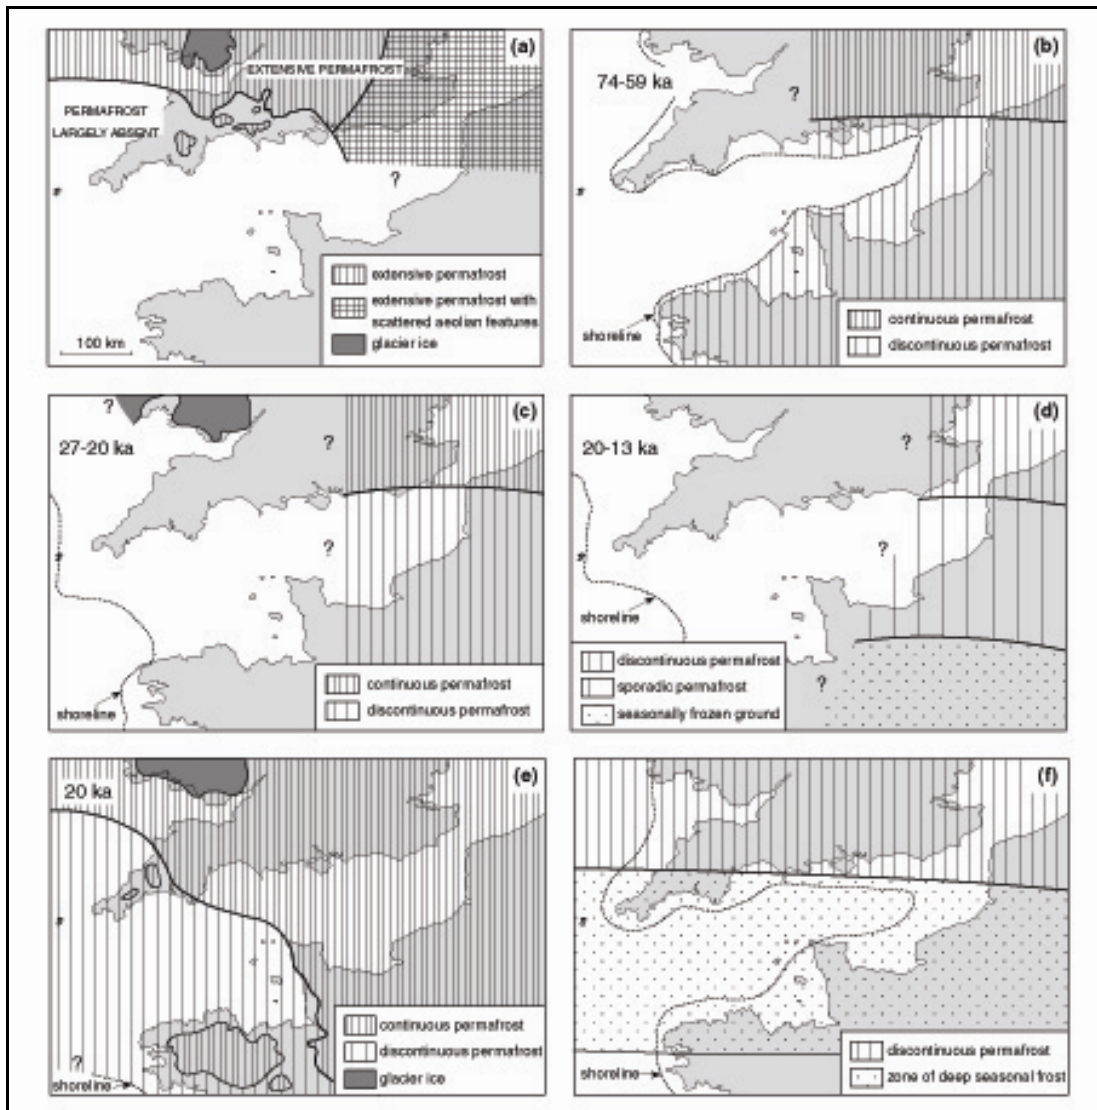 (a)
EXTENSIVE PERMAFROST
PERMAFROST
LARGELY ABSENT
?
extensive permafrost
extensive permafrost with
scattered aeolian features
glacier ice
100 km
(b)
74-59 ka
?
shoreline
continuous permafrost
discontinuous permafrost
(c)
?
27-20 ka
?
?
shoreline
continuous permafrost
discontinuous permafrost
(d)
20-13 ka
?
?
shoreline
?
discontinuous permafrost
sporadic permafrost
seasonally frozen ground
(e)
20 ka
?
shoreline
continuous permafrost
discontinuous permafrost
glacier ice
(f)
shoreline
discontinuous permafrost
zone of deep seasonal frost